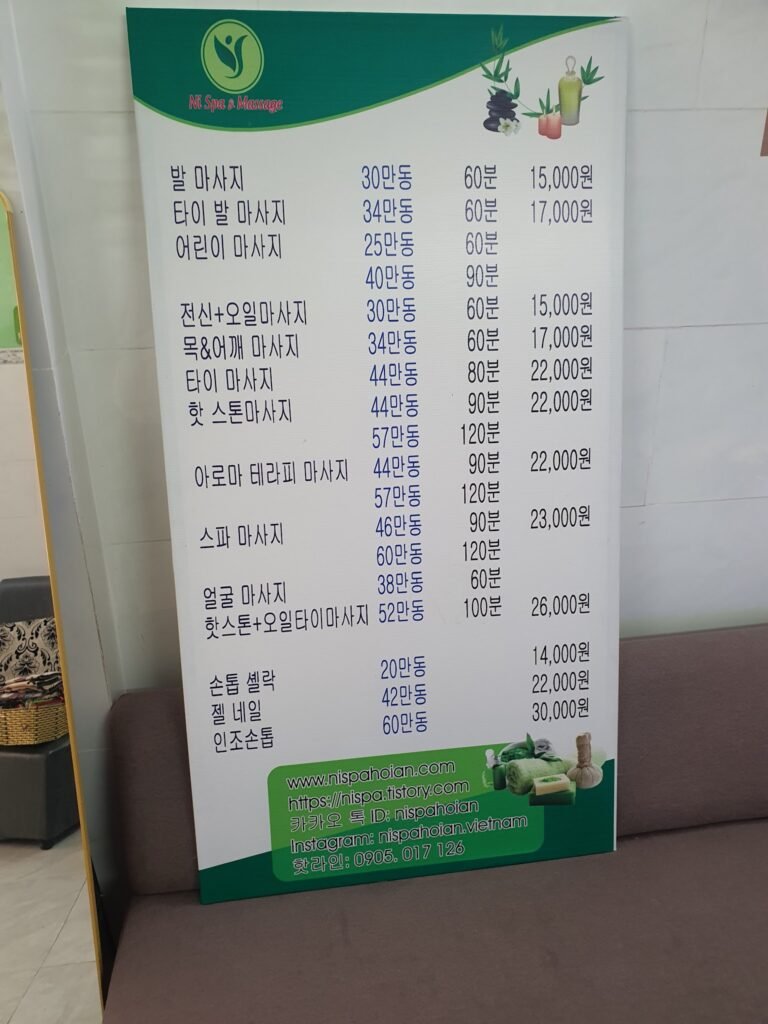 Ni Spa & Massage
발 마사지 30만동 60분 15,000원
타이 발 마사지 34만동 60분 17,000원
어린이 마사지 25만동 60분
40만동 90분
전신+오일마사지 30만동 60분 15,000원
목&어깨 마사지 34만동 60분 17,000원
타이 마사지 44만동 80분 22,000원
핫 스톤마사지 44만동 90분 22,000원
57만동 120분
아로마 테라피 마사지 44만동 90분 22,000원
57만동 120분
스파 마사지 46만동 90분 23,000원
60만동 120분
얼굴 마사지 38만동 60분
핫스톤+오일타이마사지 52만동 100분 26,000원
손톱 셸락 20만동 14,000원
젤 네일 42만동 22,000원
인조손톱 60만동 30,000원
www.nispahoian.com
https://nispa.tistory.com
카카오 톡 ID: nispahoian
Instagram: nispahoian.vietnam
핫라인: 0905. 017 126